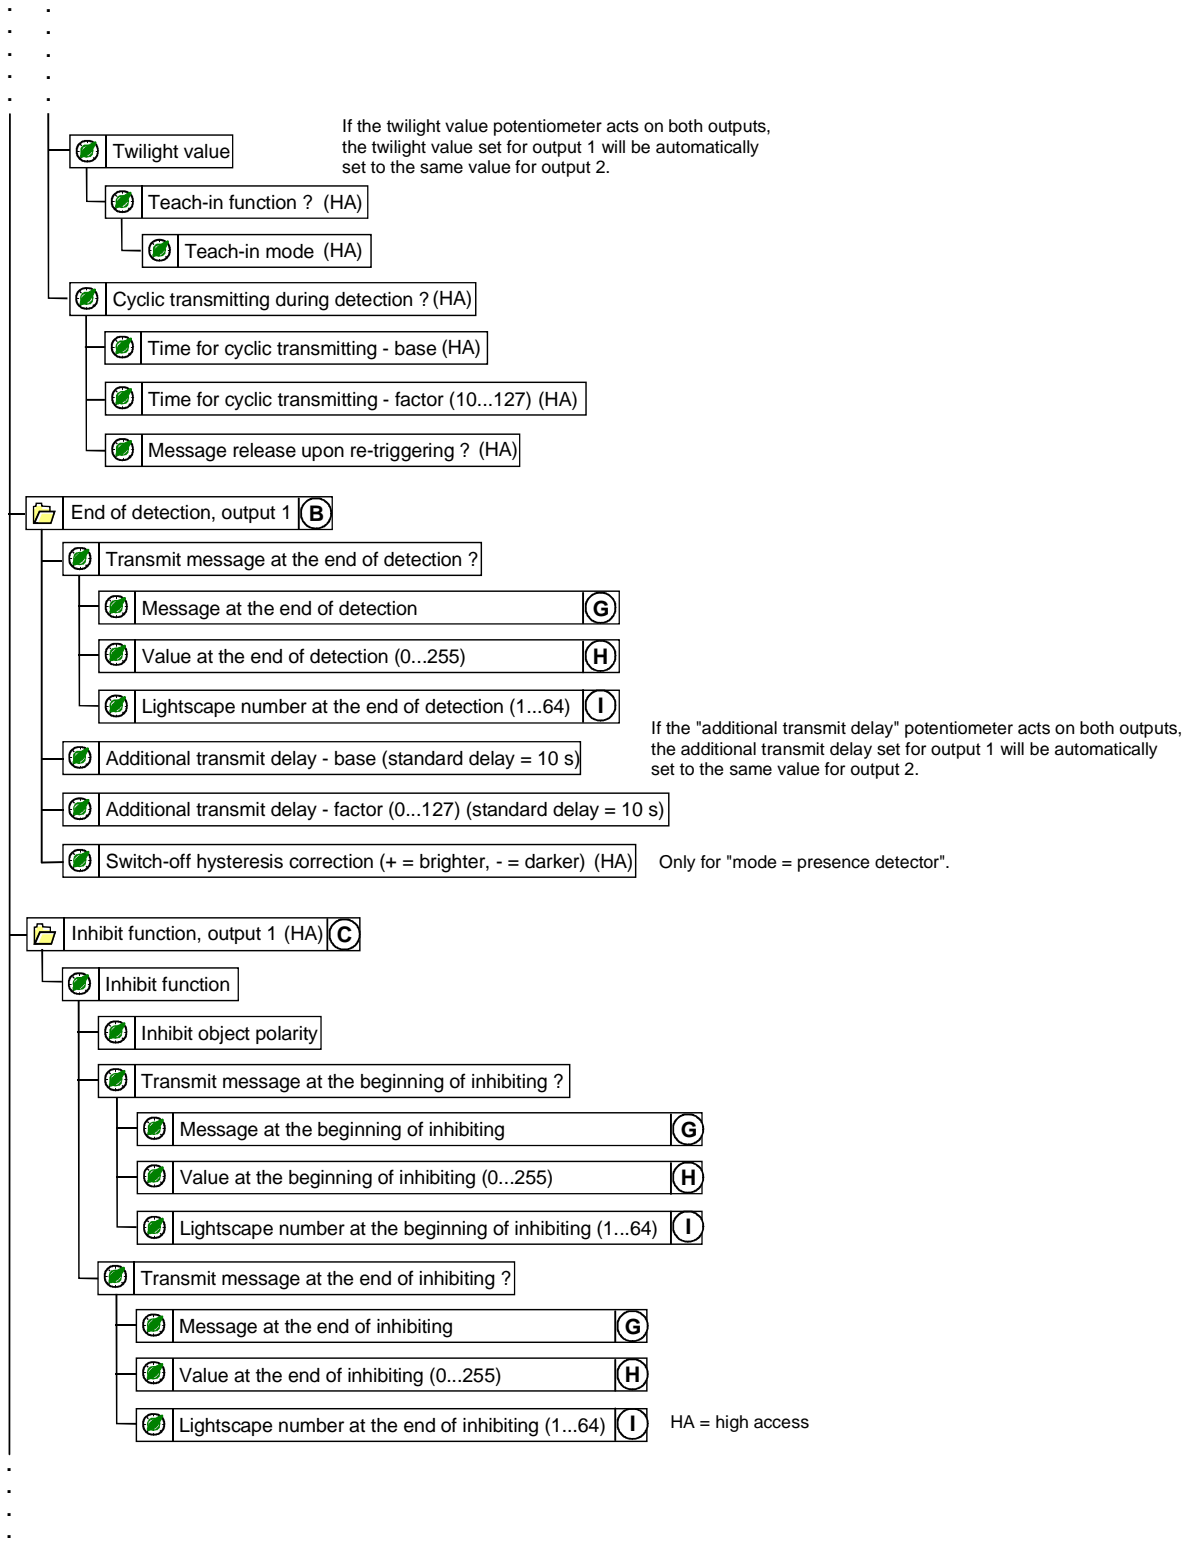 If the twilight value potentiometer acts on both outputs,
the twilight value set for output 1 will be automatically
set to the same value for output 2.
Twilight value
Teach-in function ? (HA)
Teach-in mode (HA)
Cyclic transmitting during detection ? (HA)
Time for cyclic transmitting - base (HA)
Time for cyclic transmitting - factor (10...127) (HA)
Message release upon re-triggering ? (HA)
End of detection, output 1 B
Transmit message at the end of detection ?
Message at the end of detection G
Value at the end of detection (0...255) H
Lightscape number at the end of detection (1...64) I
If the "additional transmit delay" potentiometer acts on both outputs,
the additional transmit delay set for output 1 will be automatically
set to the same value for output 2.
Additional transmit delay - base (standard delay = 10 s)
Additional transmit delay - factor (0...127) (standard delay = 10 s)
Switch-off hysteresis correction (+ = brighter, - = darker) (HA) Only for "mode = presence detector".
Inhibit function, output 1 (HA) C
Inhibit function
Inhibit object polarity
Transmit message at the beginning of inhibiting ?
Message at the beginning of inhibiting G
Value at the beginning of inhibiting (0...255) H
Lightscape number at the beginning of inhibiting (1...64) I
Transmit message at the end of inhibiting ?
Message at the end of inhibiting G
Value at the end of inhibiting (0...255) H
Lightscape number at the end of inhibiting (1...64) I HA = high access